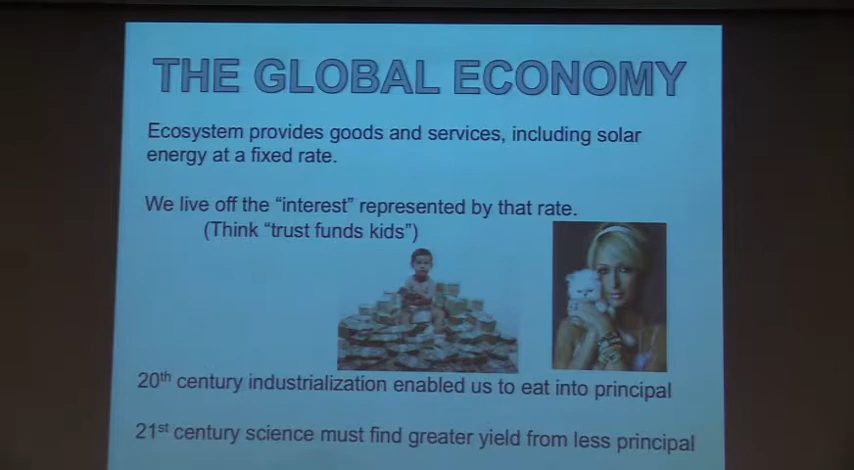 THE GLOBAL ECONOMY
Ecosystem provides goods and services, including solar
energy at a fixed rate.
We live off the “interest” represented by that rate.
(Think “trust funds kids”)
20th century industrialization enabled us to eat into principal
21st century science must find greater yield from less principal